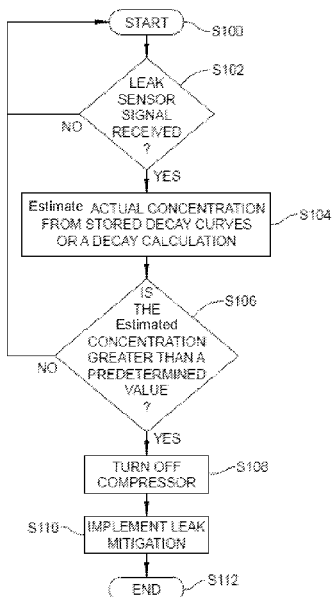 START
S100
LEAK
SENSOR
SIGNAL
RECEIVED
?
S102
NO
YES
Estimate ACTUAL CONCENTRATION
FROM STORED DECAY CURVES
OR A DECAY CALCULATION
S104
IS
THE
Estimated
CONCENTRATION
GREATER THAN A
PREDETERMINED
VALUE
?
S106
NO
YES
TURN OFF
COMPRESSOR
S108
S110
IMPLEMENT LEAK
MITIGATION
END
S112